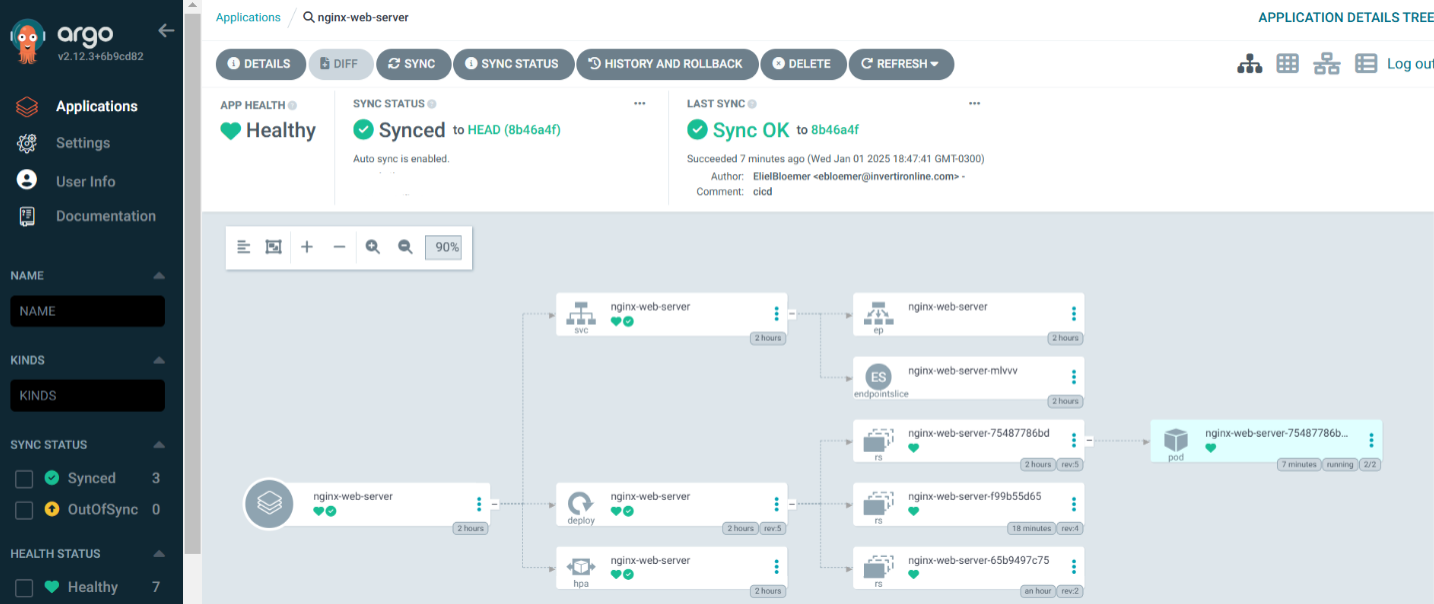 argo
v2.12.3+6b9cd82
Applications
Settings
User Info
Documentation
NAME
NAME
KINDS
KINDS
SYNC STATUS
Synced 3
OutOfSync 0
HEALTH STATUS
Healthy 7
Applications / nginx-web-server
APPLICATION DETAILS TREE
DETAILS DIFF SYNC SYNC STATUS HISTORY AND ROLLBACK DELETE REFRESH
Log out
APP HEALTH
Healthy
SYNC STATUS
Synced to HEAD (8b46a4f)
Auto sync is enabled.
LAST SYNC
Sync OK to 8b46a4f
Succeeded 7 minutes ago (Wed Jan 01 2025 18:47:41 GMT-0300)
Author: ElielBloemer <ebloemer@invertironline.com> -
Comment: cicd
90%
nginx-web-server
2 hours
nginx-web-server
svc
2 hours
nginx-web-server
deploy
2 hours rev:5
nginx-web-server
hpa
2 hours
nginx-web-server
ep
2 hours
ES
nginx-web-server-mlvvv
endpointslice
2 hours
nginx-web-server-75487786bd
rs
2 hours rev:5
nginx-web-server-f99b55d65
rs
18 minutes rev:4
nginx-web-server-65b9497c75
rs
an hour rev:2
nginx-web-server-75487786b...
pod
7 minutes running 2/2